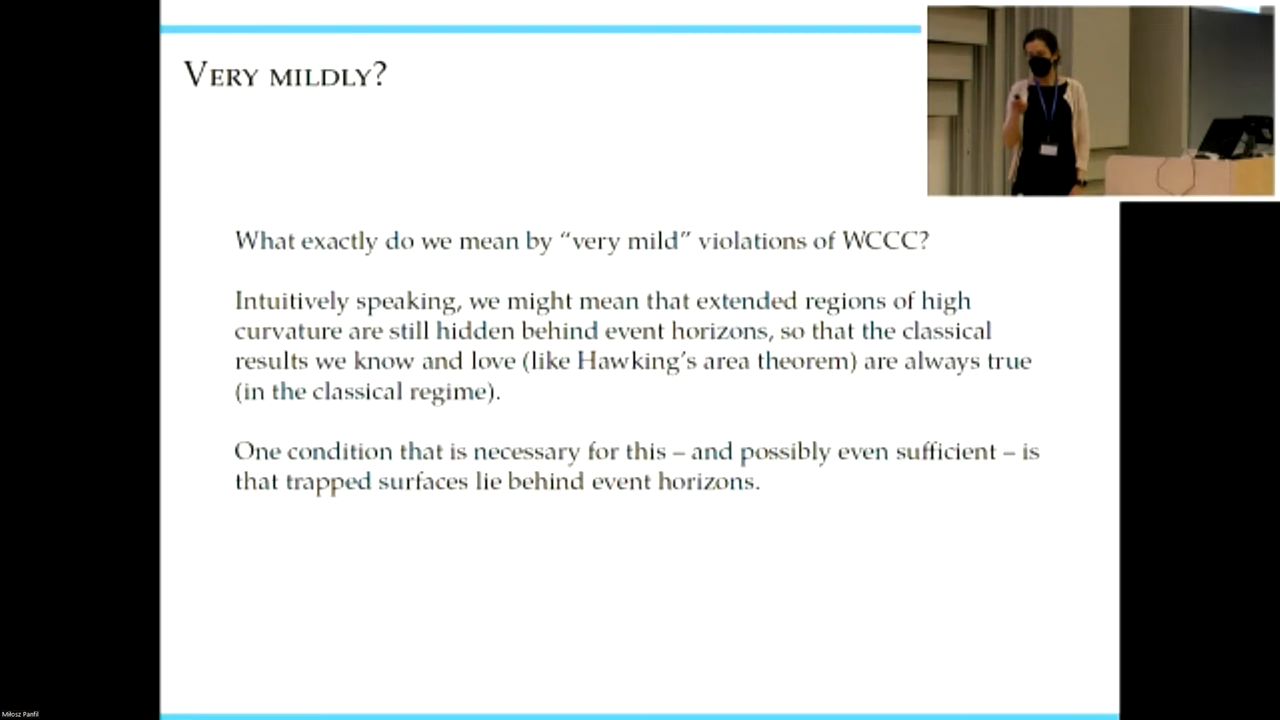 VERY MILDLY?
What exactly do we mean by “very mild” violations of WCCC?
Intuitively speaking, we might mean that extended regions of high
curvature are still hidden behind event horizons, so that the classical
results we know and love (like Hawking’s area theorem) are always true
(in the classical regime).
One condition that is necessary for this – and possibly even sufficient – is
that trapped surfaces lie behind event horizons.
Miłosz Panfil